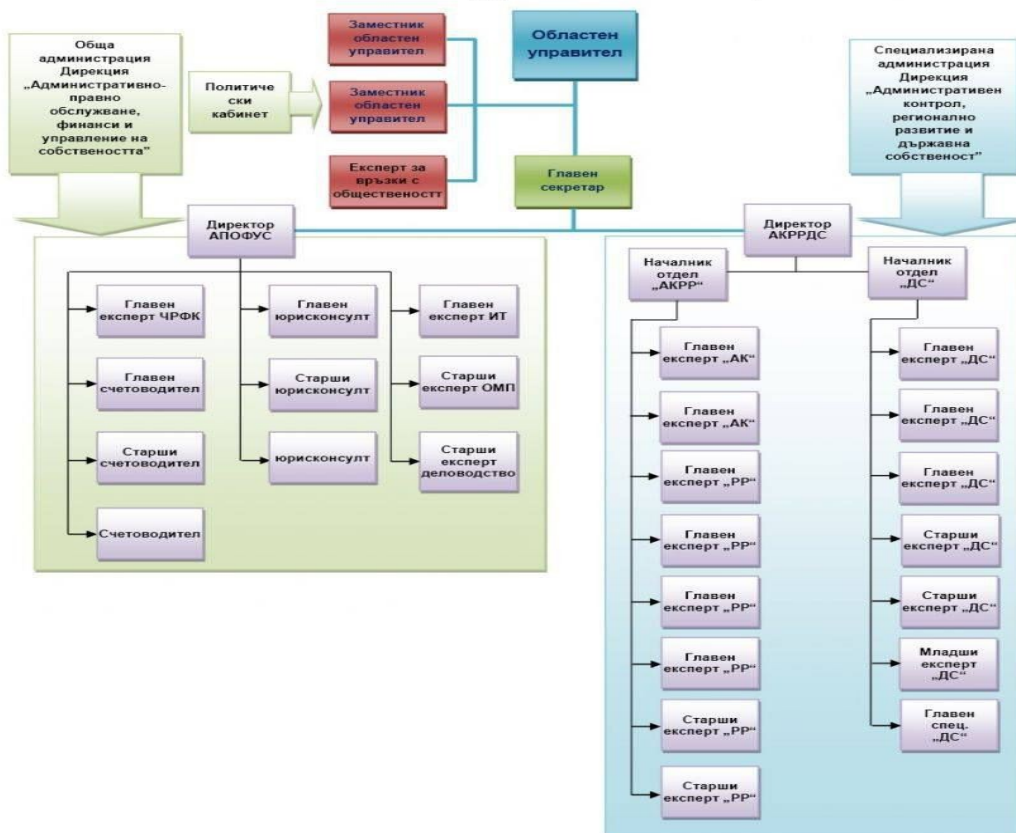 Обща
администрация
Дирекция
„Административно-
правно
обслужване,
финанси и
управление на
собствеността”
Политиче
ски
кабинет
Заместник
областен
управител
Заместник
областен
управител
Експерт за
връзки с
общественостт
Областен
управител
Главен
секретар
Специализирана
администрация
Дирекция
„Административен
контрол,
регионално
развитие и
държавна
собственост”
Директор
АПОФУС
Директор
АКРРДС
Главен
експерт ЧРФК
Главен
счетоводител
Старши
счетоводител
Счетоводител
Главен
юрисконсулт
Старши
юрисконсулт
юрисконсулт
Главен
експерт ИТ
Старши
експерт ОМП
Старши
експерт
деловодство
Началник
отдел
„АКРР“
Главен
експерт „АК“
Главен
експерт „АК“
Главен
експерт „РР“
Главен
експерт „РР“
Главен
експерт „РР“
Главен
експерт „РР“
Старши
експерт „РР“
Старши
експерт „РР“
Началник
отдел
„ДС“
Главен
експерт „ДС“
Главен
експерт „ДС“
Главен
експерт „ДС“
Старши
експерт „ДС“
Старши
експерт „ДС“
Младши
експерт
„ДС“
Главен
спец.
„ДС“